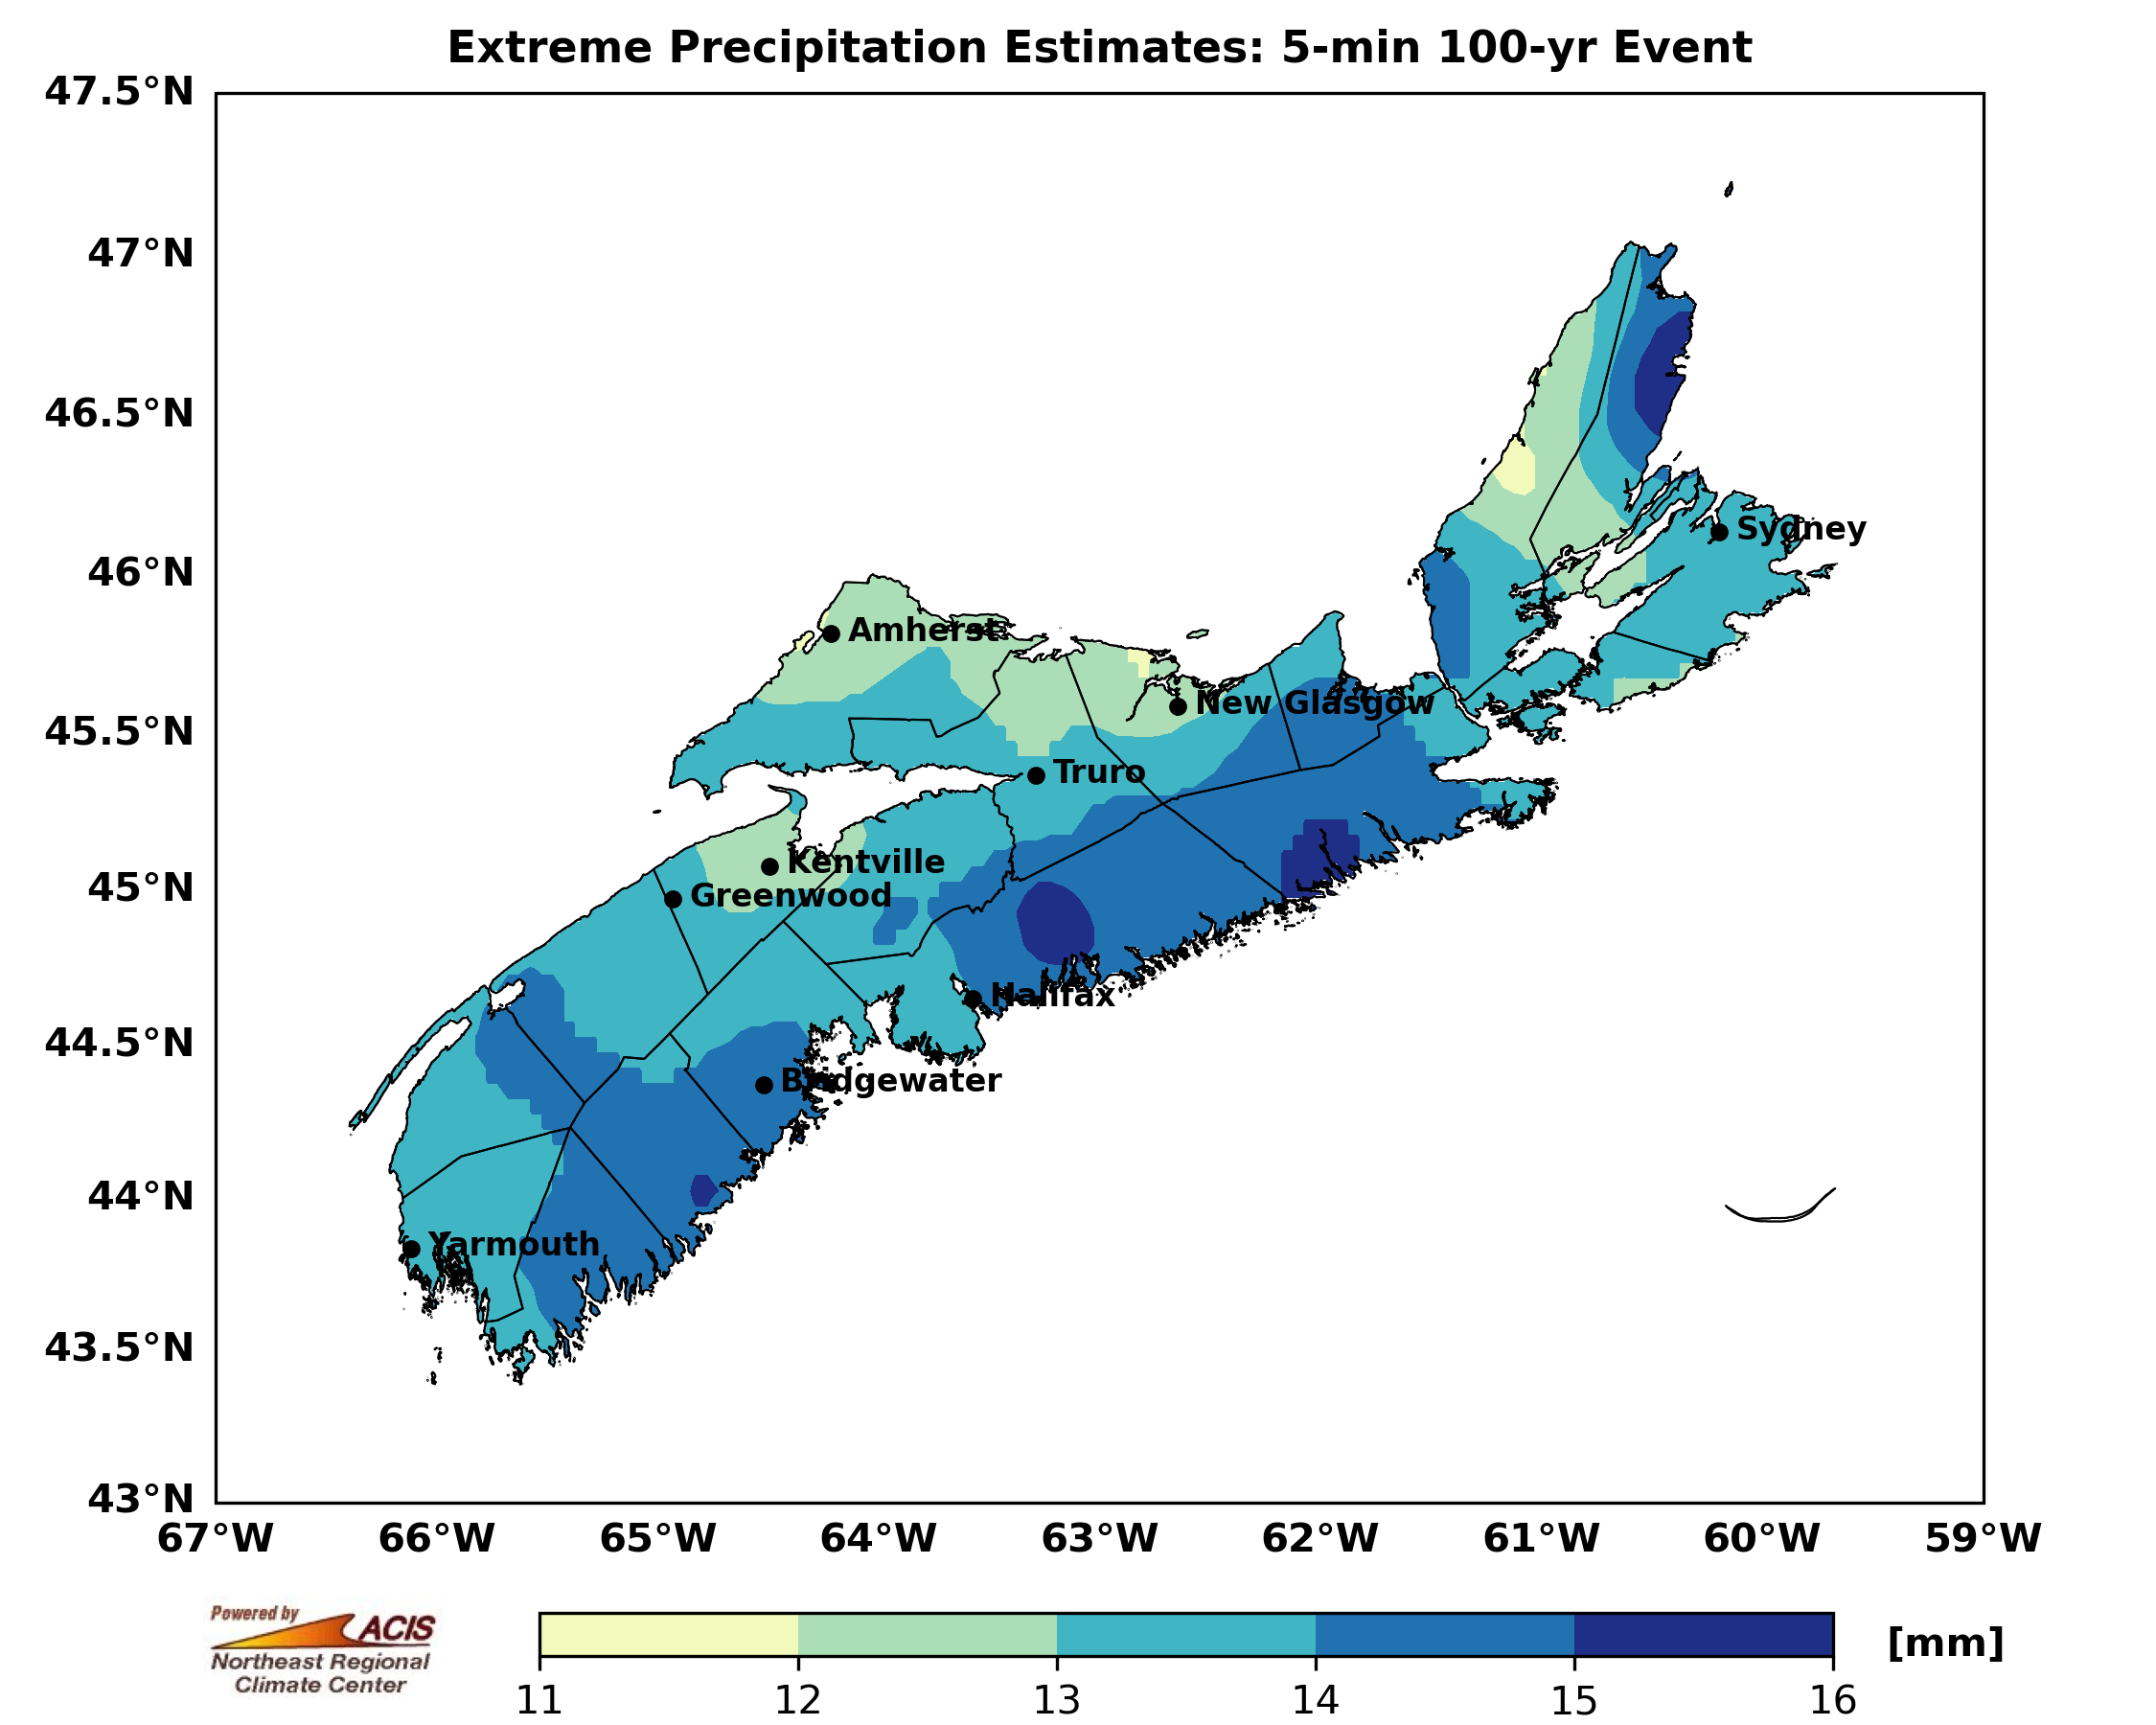 Extreme Precipitation Estimates: 5-min 100-yr Event
47.5°N
47°N
46.5°N
46°N
45.5°N
45°N
44.5°N
44°N
43.5°N
43°N
Sydney
Amherst
New Glasgow
Truro
Kentville
Greenwood
Halifax
Bridgewater
Yarmouth
67°W 66°W 65°W 64°W 63°W 62°W 61°W 60°W 59°W
Powered by
ACIS
Northeast Regional
Climate Center
[mm]
11 12 13 14 15 16